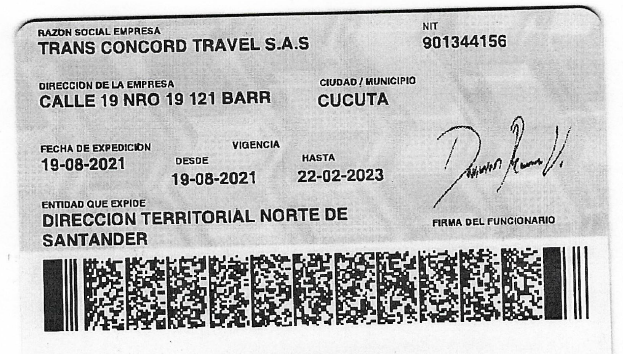 RAZON SOCIAL EMPRESA
TRANS CONCORD TRAVEL S.A.S
NIT
901344156
DIRECCION DE LA EMPRESA
CALLE 19 NRO 19 121 BARR
CIUDAD / MUNICIPIO
CUCUTA
FECHA DE EXPEDICION
19-08-2021
VIGENCIA
DESDE
19-08-2021
HASTA
22-02-2023
ENTIDAD QUE EXPIDE
DIRECCION TERRITORIAL NORTE DE
SANTANDER
FIRMA DEL FUNCIONARIO